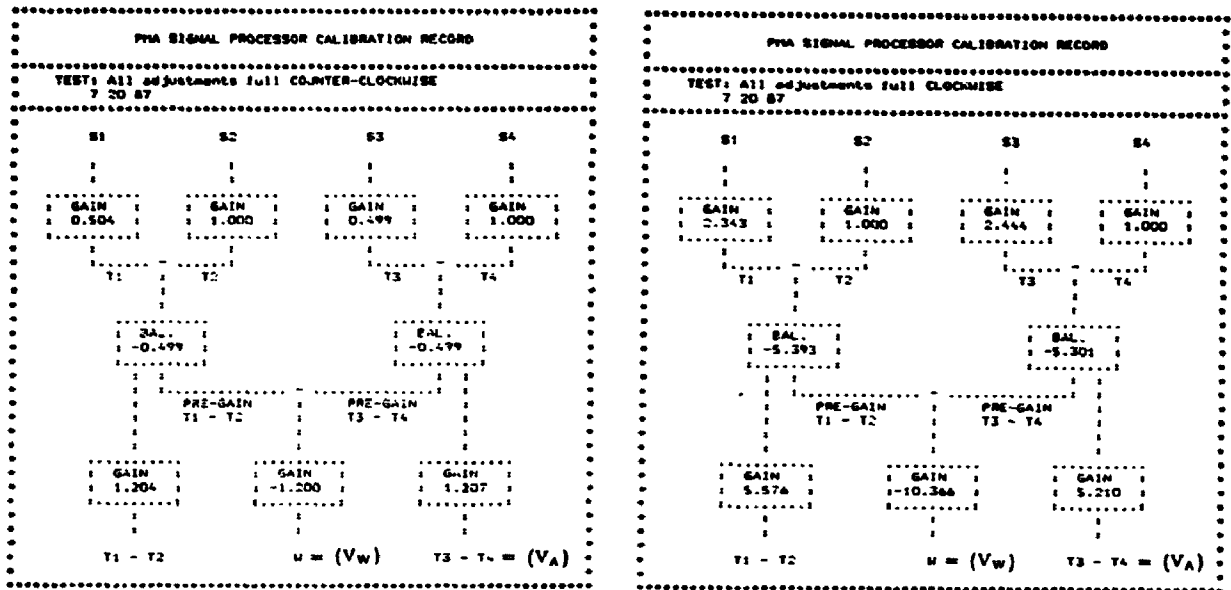 PMA SIGNAL PROCESSOR CALIBRATION RECORD
TEST: All adjustments full COUNTER-CLOCKWISE
7 20 87
S1 S2 S3 S4
GAIN GAIN GAIN GAIN
0.504 1.000 0.499 1.000
T1 T2 T3 T4
BAL. BAL.
-0.499 -0.499
PRE-GAIN PRE-GAIN
T1 - T2 T3 - T4
GAIN GAIN GAIN
1.204 -1.200 1.207
T1 - T2 W = (VW) T3 - T4 = (VA)
PMA SIGNAL PROCESSOR CALIBRATION RECORD
TEST: All adjustments full CLOCKWISE
7 20 87
S1 S2 S3 S4
GAIN GAIN GAIN GAIN
2.343 1.000 2.444 1.000
T1 T2 T3 T4
BAL. BAL.
-5.393 -5.301
PRE-GAIN PRE-GAIN
T1 - T2 T3 - T4
GAIN GAIN GAIN
5.576 -10.366 5.210
T1 - T2 W = (VW) T3 - T4 = (VA)